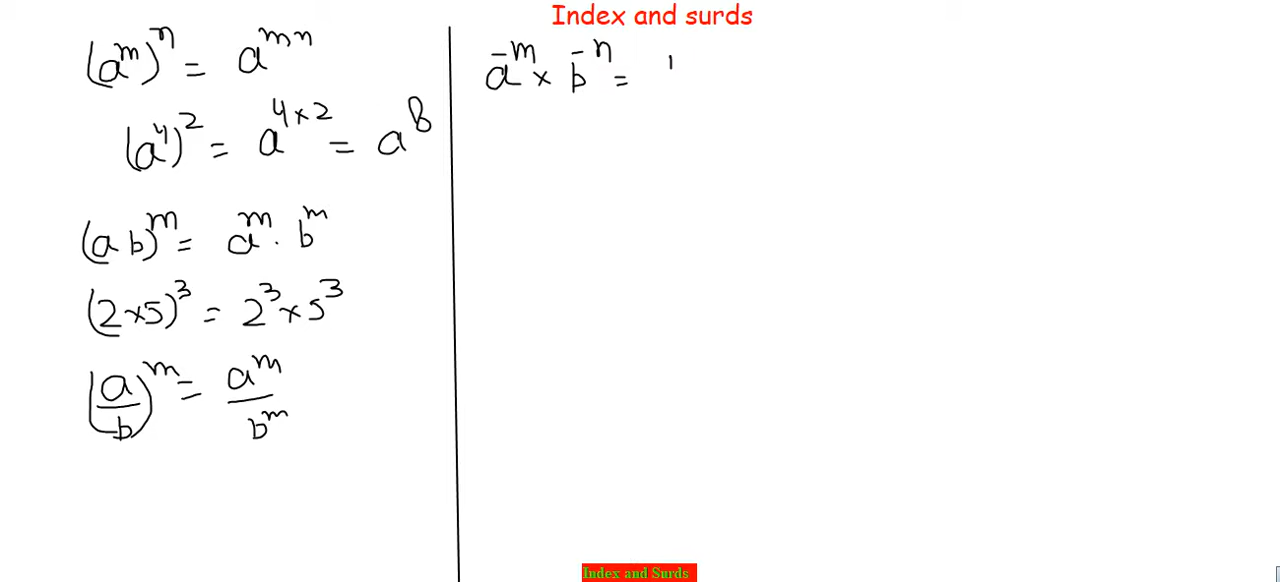 Index and surds
(a^m)^n = a^mn
(a^4)^2 = a^4×2 = a^8
(a b)^m = a^m · b^m
(2×5)^3 = 2^3 × 5^3
(a/b)^m = a^m/b^m
a^-m × b^-n = 1
Index and Surds